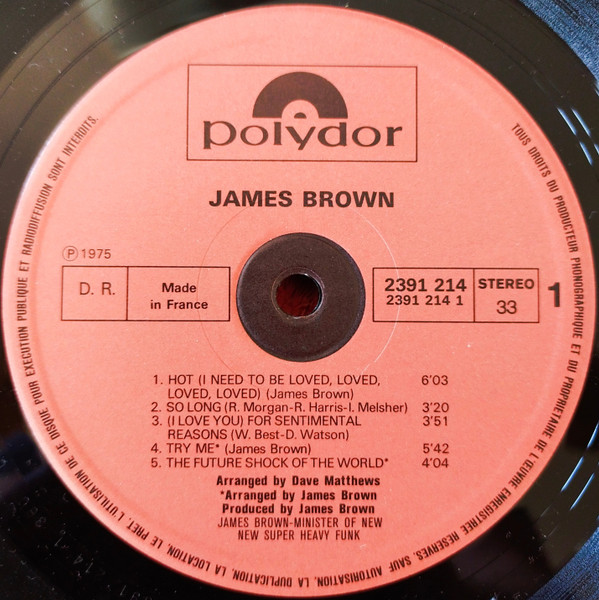 polydor
JAMES BROWN
℗ 1975
D. R.
Made
in France
2391 214
2391 214 1
STEREO
33
1
1. HOT (I NEED TO BE LOVED, LOVED,
LOVED, LOVED) (James Brown) 6'03
2. SO LONG (R. Morgan-R. Harris-I. Melsher) 3'20
3. (I LOVE YOU) FOR SENTIMENTAL
REASONS (W. Best-D. Watson) 3'51
4. TRY ME* (James Brown) 5'42
5. THE FUTURE SHOCK OF THE WORLD* 4'04
Arranged by Dave Matthews
*Arranged by James Brown
Produced by James Brown
JAMES BROWN-MINISTER OF NEW
NEW SUPER HEAVY FUNK
TOUS DROITS DU PRODUCTEUR PHONOGRAPHIQUE ET DU PROPRIETAIRE DE L'ŒUVRE ENREGISTREE RESERVES. SAUF AUTORISATION, LA DUPLICATION, LA LOCATION, LE PRET, L'UTILISATION DE CE DISQUE POUR EXECUTION PUBLIQUE ET RADIODIFFUSION SONT INTERDITS.